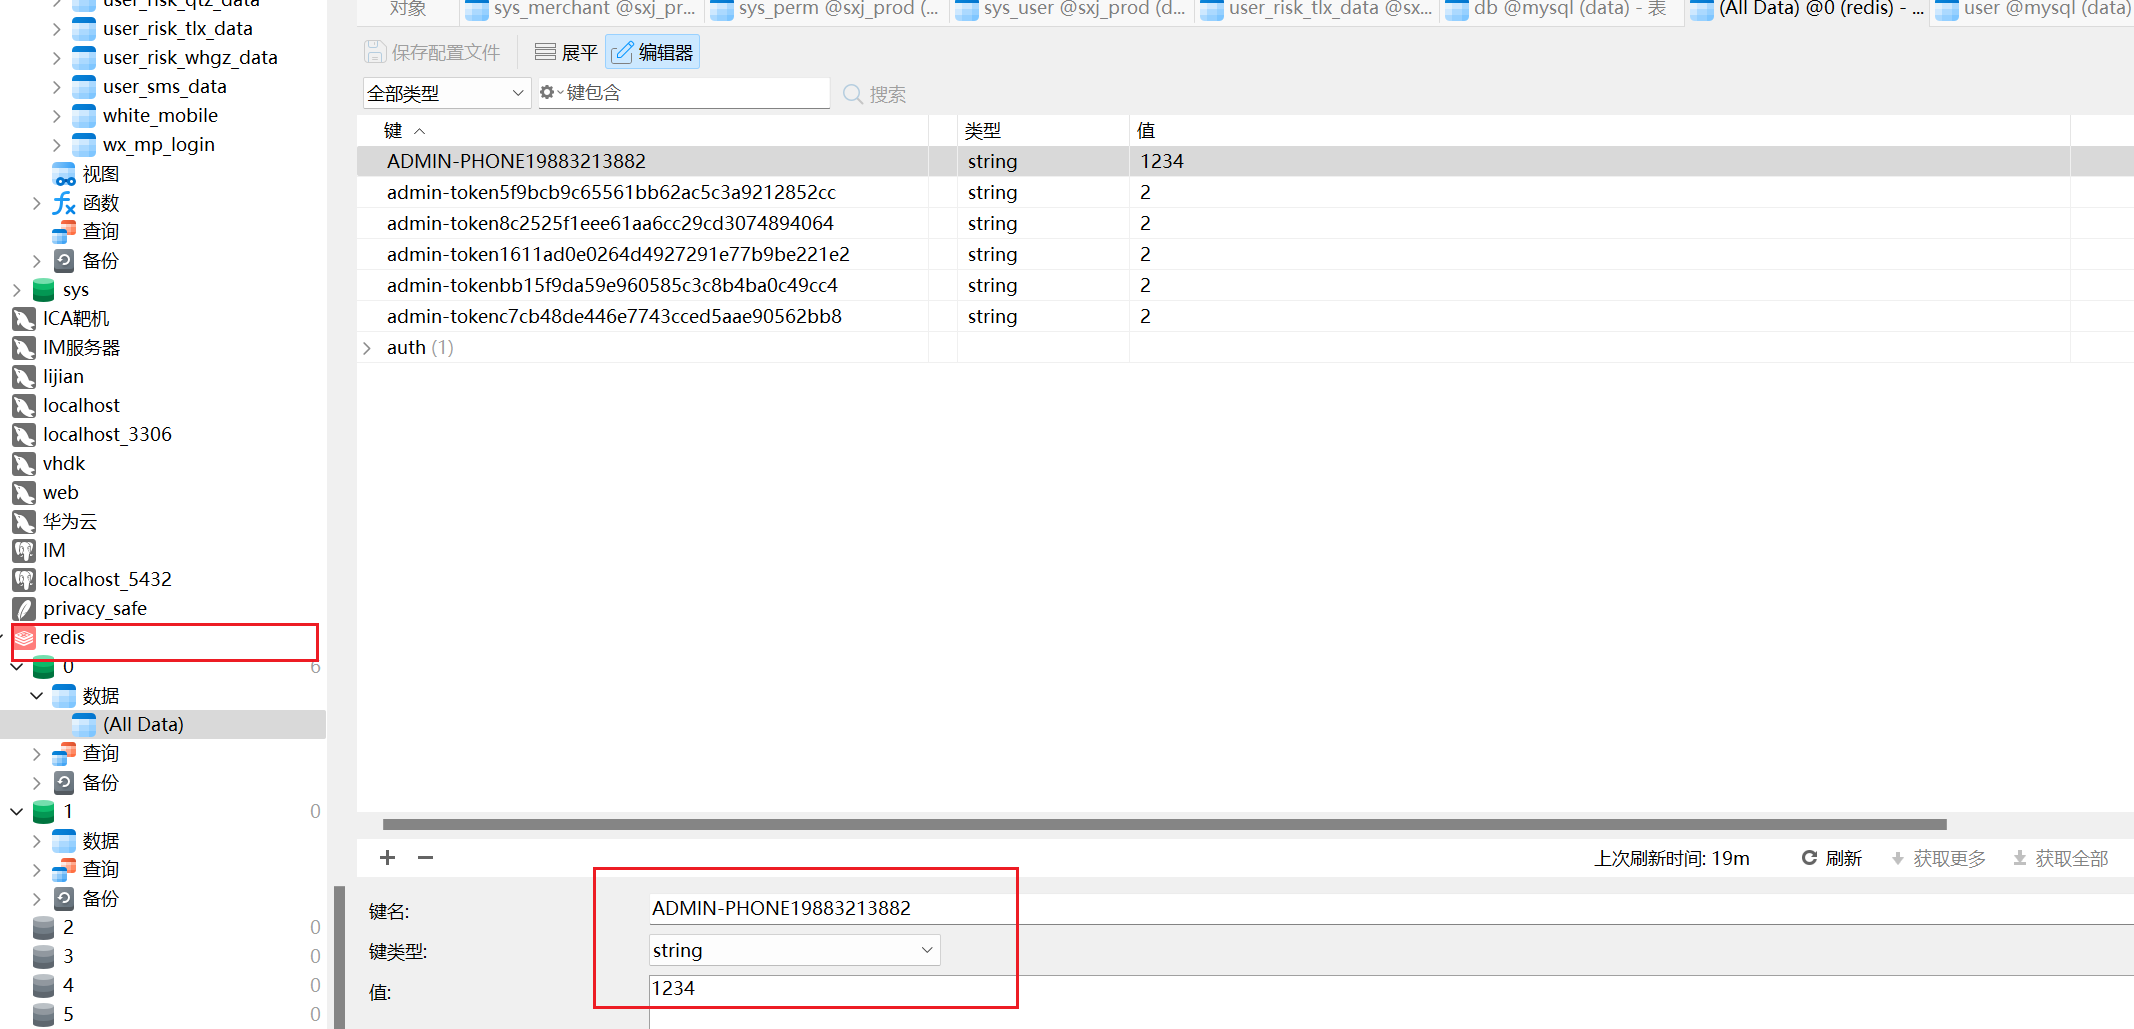 user_risk_qtz_data
user_risk_tlx_data
user_risk_whgz_data
user_sms_data
white_mobile
wx_mp_login
视图
函数
查询
备份
sys
ICA靶机
IM服务器
lijian
localhost
localhost_3306
vhdk
web
华为云
IM
localhost_5432
privacy_safe
redis
0 6
数据
(All Data)
查询
备份
1 0
数据
查询
备份
2 0
3 0
4 0
5 0
对象 sys_merchant @sxj_pr... sys_perm @sxj_prod (... sys_user @sxj_prod (d... user_risk_tlx_data @sx... db @mysql (data) - 表 (All Data) @0 (redis) - ... user @mysql (data)
保存配置文件 展平 编辑器
全部类型 键包含 搜索
键 类型 值
ADMIN-PHONE19883213882 string 1234
admin-token5f9bcb9c65561bb62ac5c3a9212852cc string 2
admin-token8c2525f1eee61aa6cc29cd3074894064 string 2
admin-token1611ad0e0264d4927291e77b9be221e2 string 2
admin-tokenbb15f9da59e960585c3c8b4ba0c49cc4 string 2
admin-tokenc7cb48de446e7743cced5aae90562bb8 string 2
auth (1)
上次刷新时间: 19m 刷新 获取更多 获取全部
键名: ADMIN-PHONE19883213882
键类型: string
值: 1234